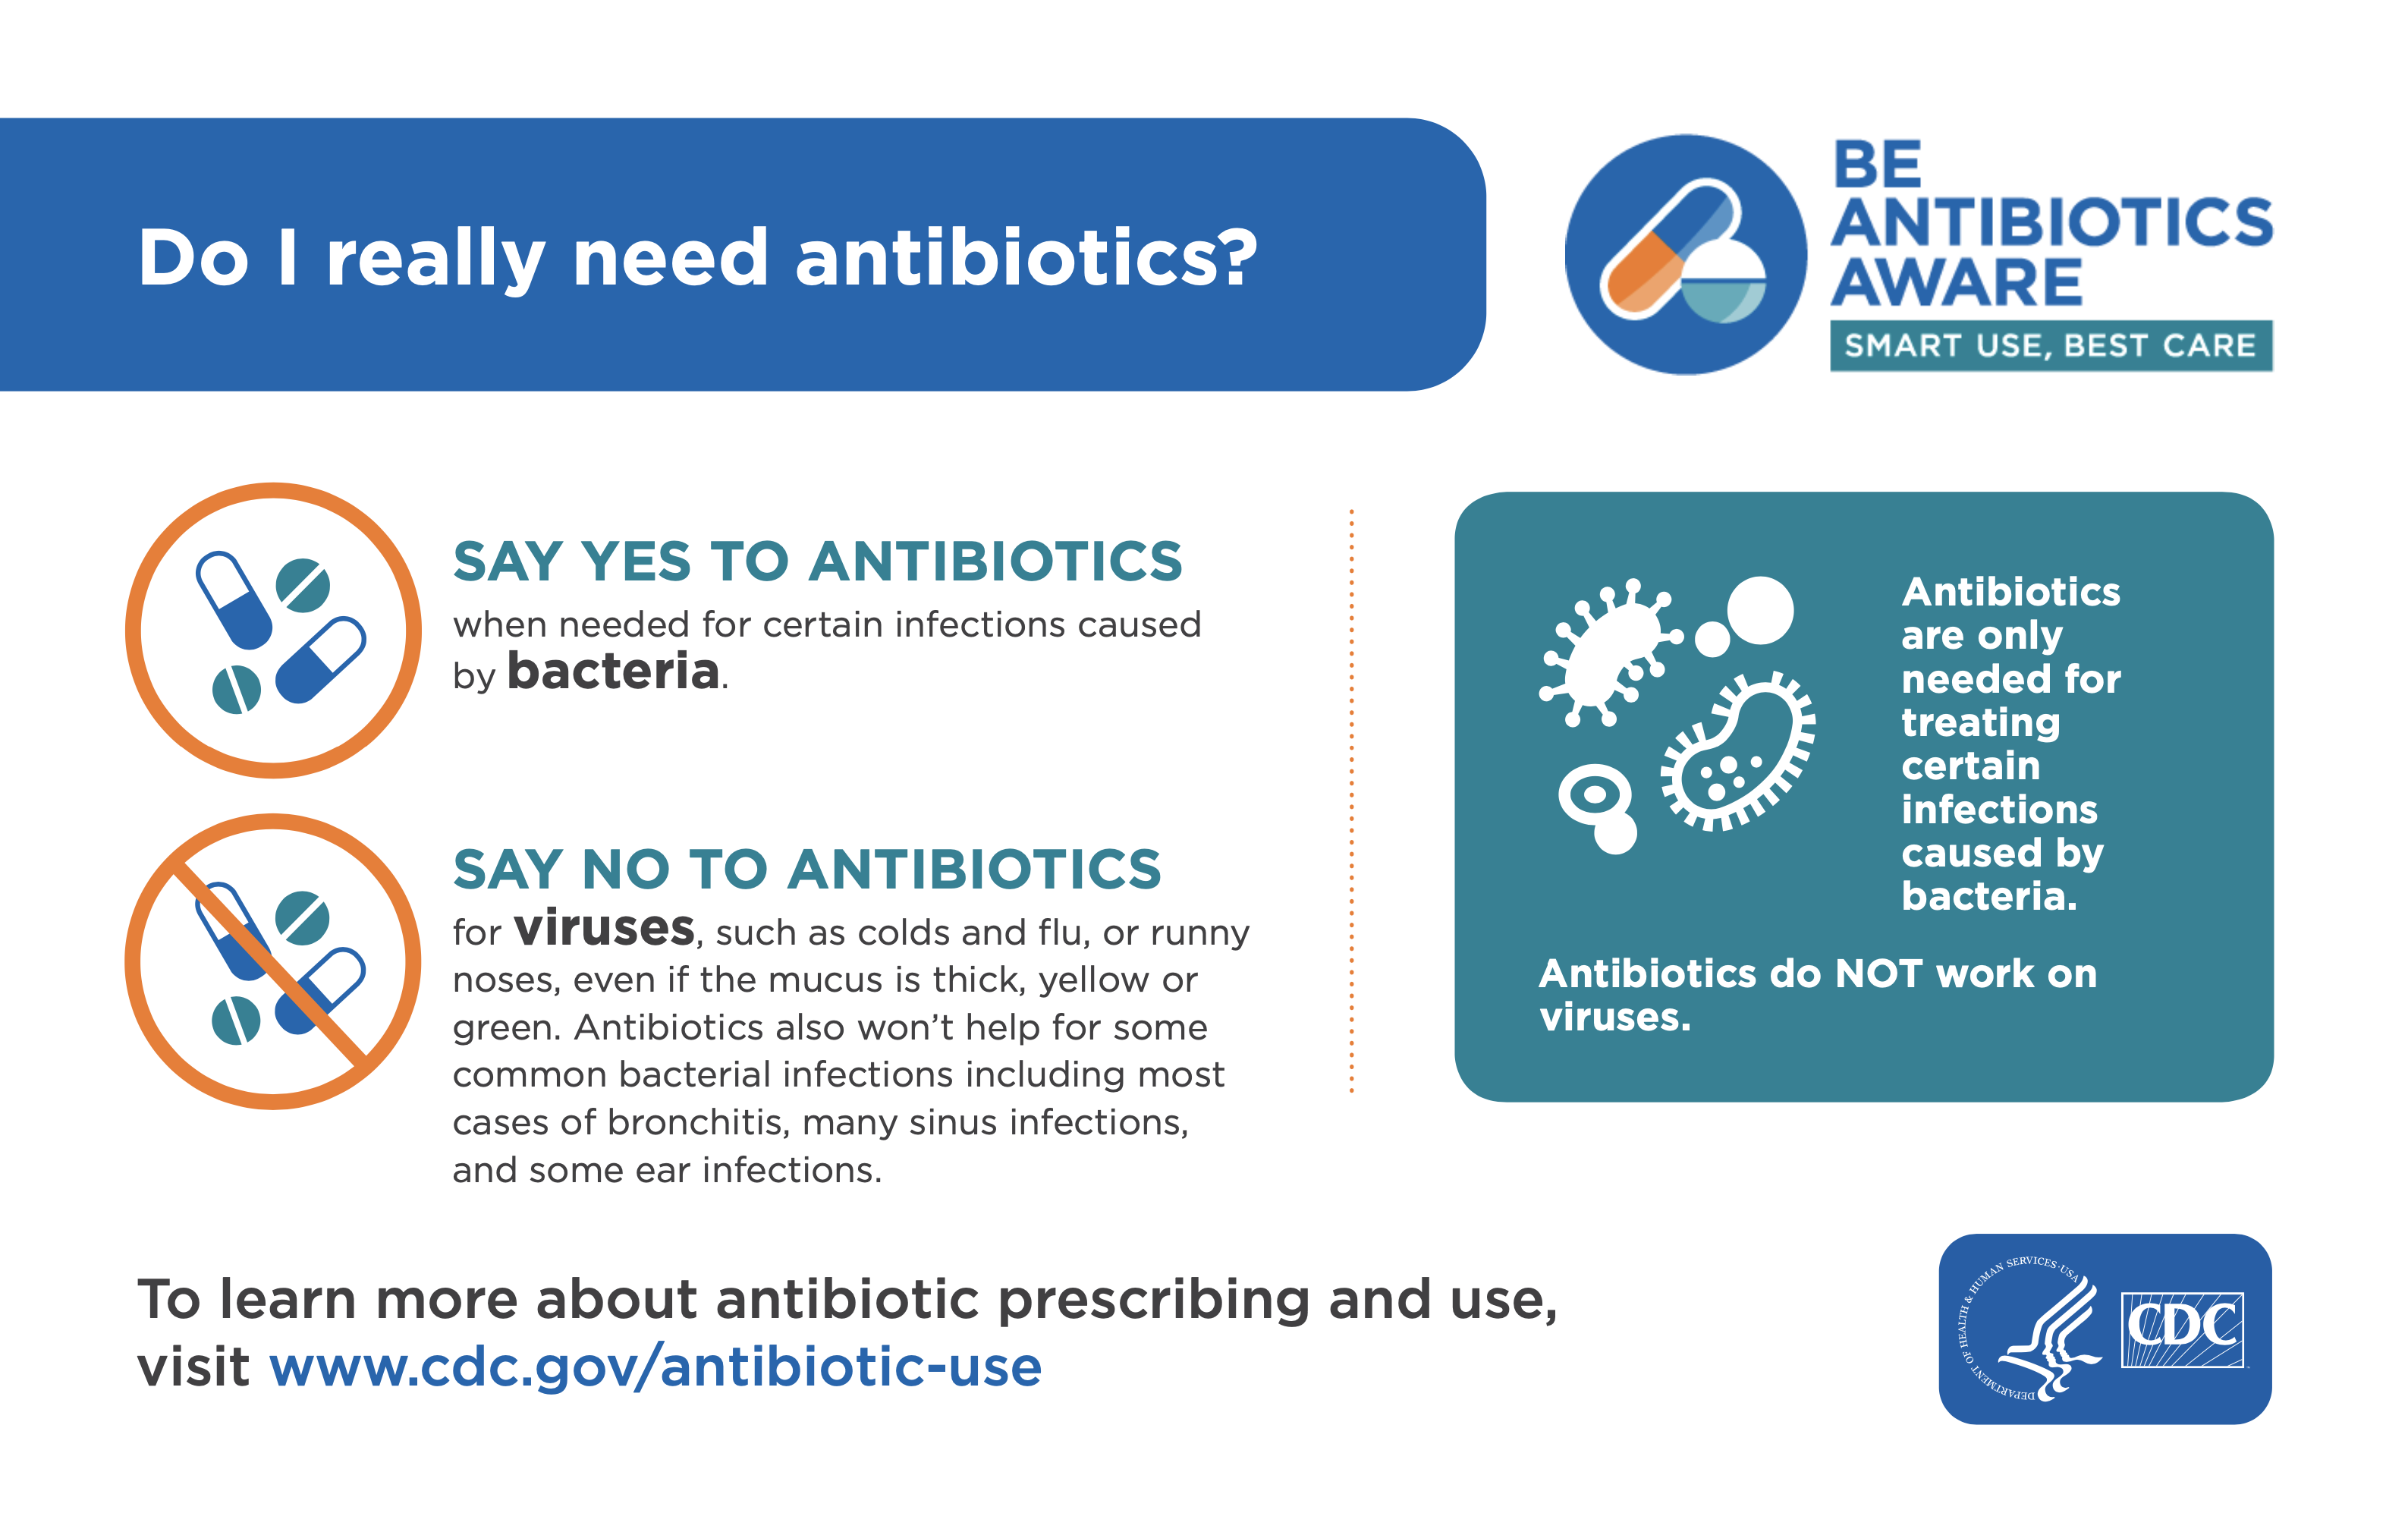 Do I really need antibiotics?
BE
ANTIBIOTICS
AWARE
SMART USE, BEST CARE
SAY YES TO ANTIBIOTICS
when needed for certain infections caused
by bacteria.
SAY NO TO ANTIBIOTICS
for viruses, such as colds and flu, or runny
noses, even if the mucus is thick, yellow or
green. Antibiotics also won’t help for some
common bacterial infections including most
cases of bronchitis, many sinus infections,
and some ear infections.
Antibiotics
are only
needed for
treating
certain
infections
caused by
bacteria.
Antibiotics do NOT work on
viruses.
To learn more about antibiotic prescribing and use,
visit www.cdc.gov/antibiotic-use
DEPARTMENT OF HEALTH & HUMAN SERVICES·USA
CDC